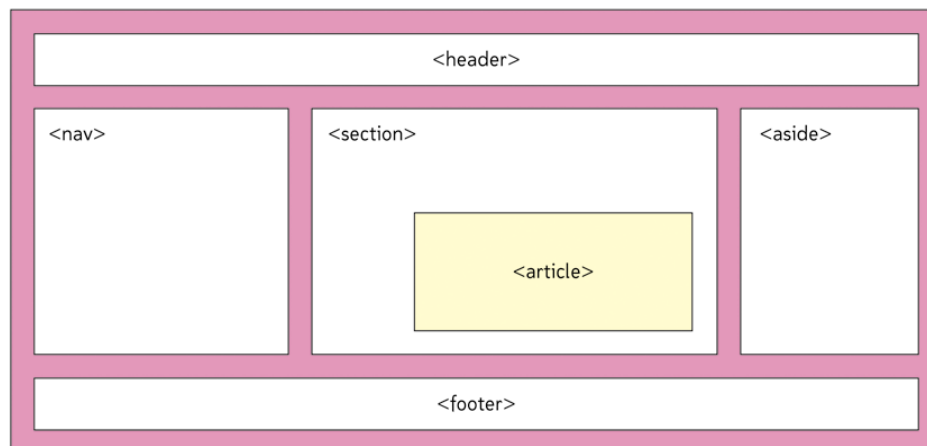 <header>
<nav>
<section>
<aside>
<article>
<footer>